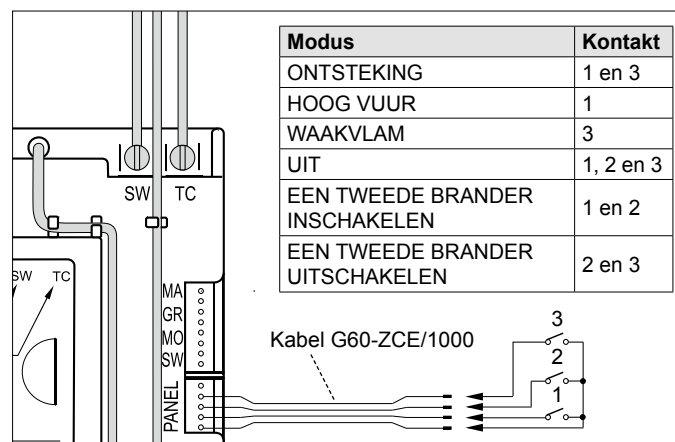 Modus Kontakt
ONTSTEKING 1 en 3
HOOG VUUR 1
WAAKVLAM 3
UIT 1, 2 en 3
EEN TWEEDE BRANDER
INSCHAKELEN 1 en 2
EEN TWEEDE BRANDER
UITSCHAKELEN 2 en 3
SW TC
SW TC
MA
GR
MO
SW
PANEL
Kabel G60-ZCE/1000
3
2
1